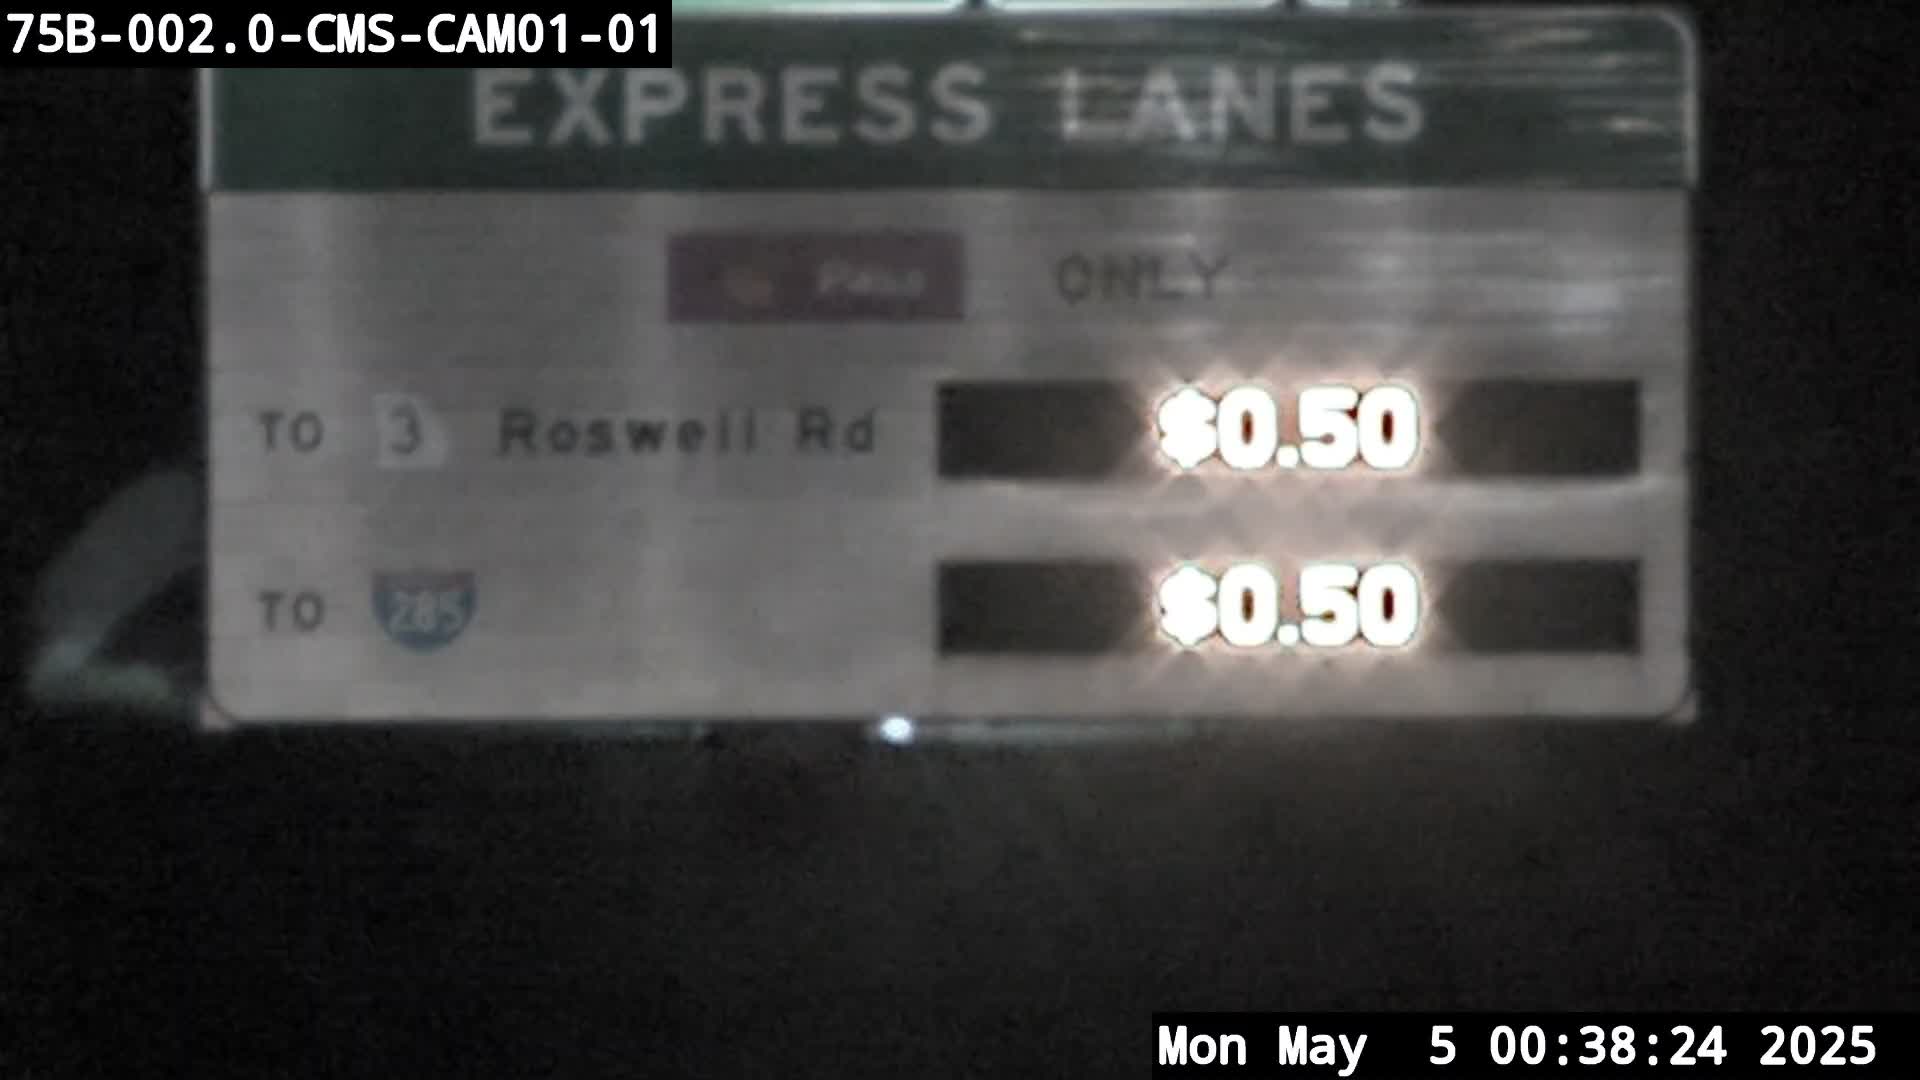 75B-002.0-CMS-CAM01-01
EXPRESS LANES
ONLY
TO 3 Roswell Rd $0.50
TO 285 $0.50
Mon May 5 00:38:24 2025